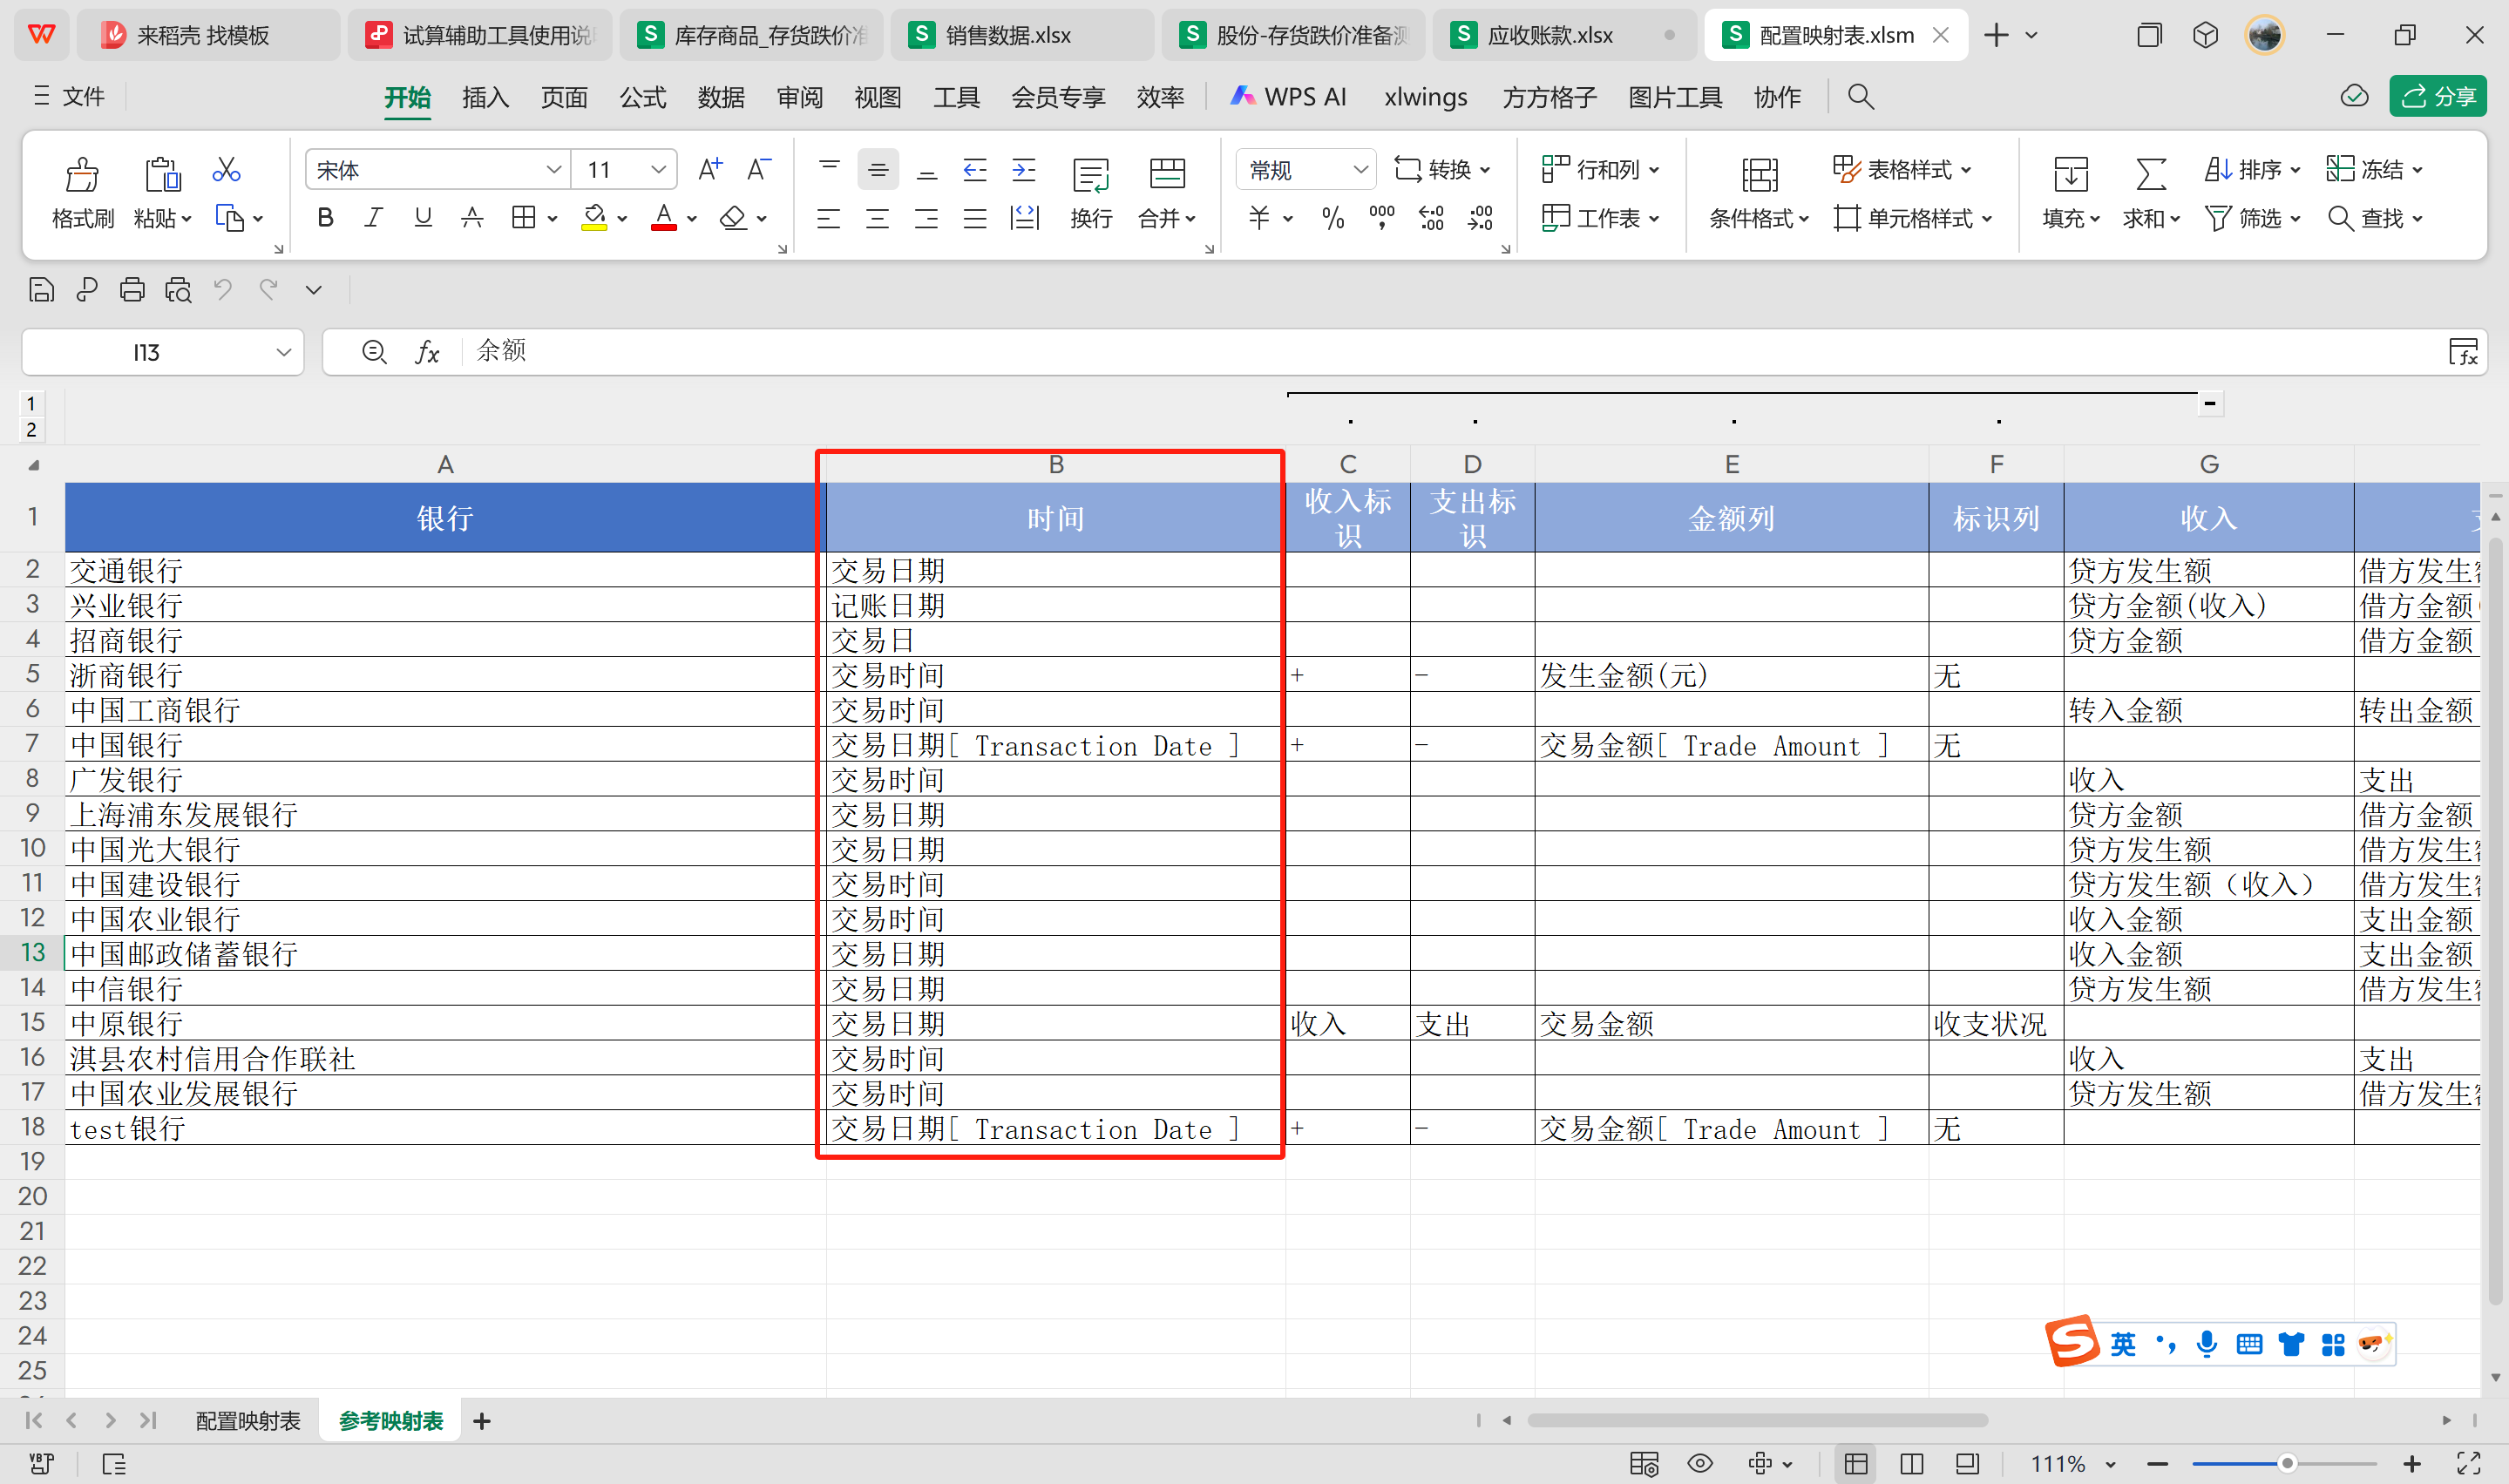 来稻壳 找模板
试算辅助工具使用说
库存商品_存货跌价准
销售数据.xlsx
股份-存货跌价准备测
应收账款.xlsx
配置映射表.xlsm
文件
开始 插入 页面 公式 数据 审阅 视图 工具 会员专享 效率 WPS AI xlwings 方方格子 图片工具 协作
分享
宋体 11 常规 转换 行和列 表格样式 排序 冻结
格式刷 粘贴 换行 合并 工作表 条件格式 单元格样式 填充 求和 筛选 查找
I13 余额
1
2
A B C D E F G
1 银行 时间 收入标识 支出标识 金额列 标识列 收入
2 交通银行 交易日期 贷方发生额 借方发生额
3 兴业银行 记账日期 贷方金额(收入) 借方金额(
4 招商银行 交易日 贷方金额 借方金额
5 浙商银行 交易时间 + - 发生金额(元) 无
6 中国工商银行 交易时间 转入金额 转出金额
7 中国银行 交易日期[ Transaction Date ] + - 交易金额[ Trade Amount ] 无
8 广发银行 交易时间 收入 支出
9 上海浦东发展银行 交易日期 贷方金额 借方金额
10 中国光大银行 交易日期 贷方发生额 借方发生额
11 中国建设银行 交易时间 贷方发生额（收入） 借方发生额
12 中国农业银行 交易时间 收入金额 支出金额
13 中国邮政储蓄银行 交易日期 收入金额 支出金额
14 中信银行 交易日期 贷方发生额 借方发生额
15 中原银行 交易日期 收入 支出 交易金额 收支状况
16 淇县农村信用合作联社 交易时间 收入 支出
17 中国农业发展银行 交易时间 贷方发生额 借方发生额
18 test银行 交易日期[ Transaction Date ] + - 交易金额[ Trade Amount ] 无
19
20
21
22
23
24
25
英
配置映射表 参考映射表
111%